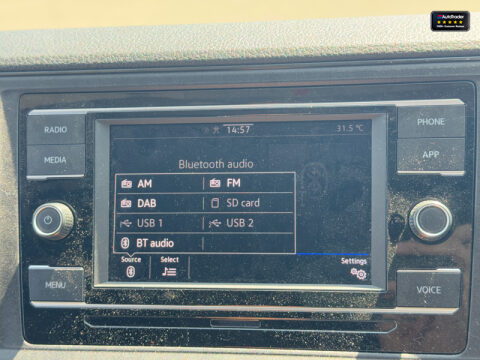 AutoTrader
RADIO
MEDIA
MENU
14:57
31.5 °C
Bluetooth audio
AM
FM
DAB
SD card
USB 1
USB 2
BT audio
Source
Select
Settings
PHONE
APP
VOICE